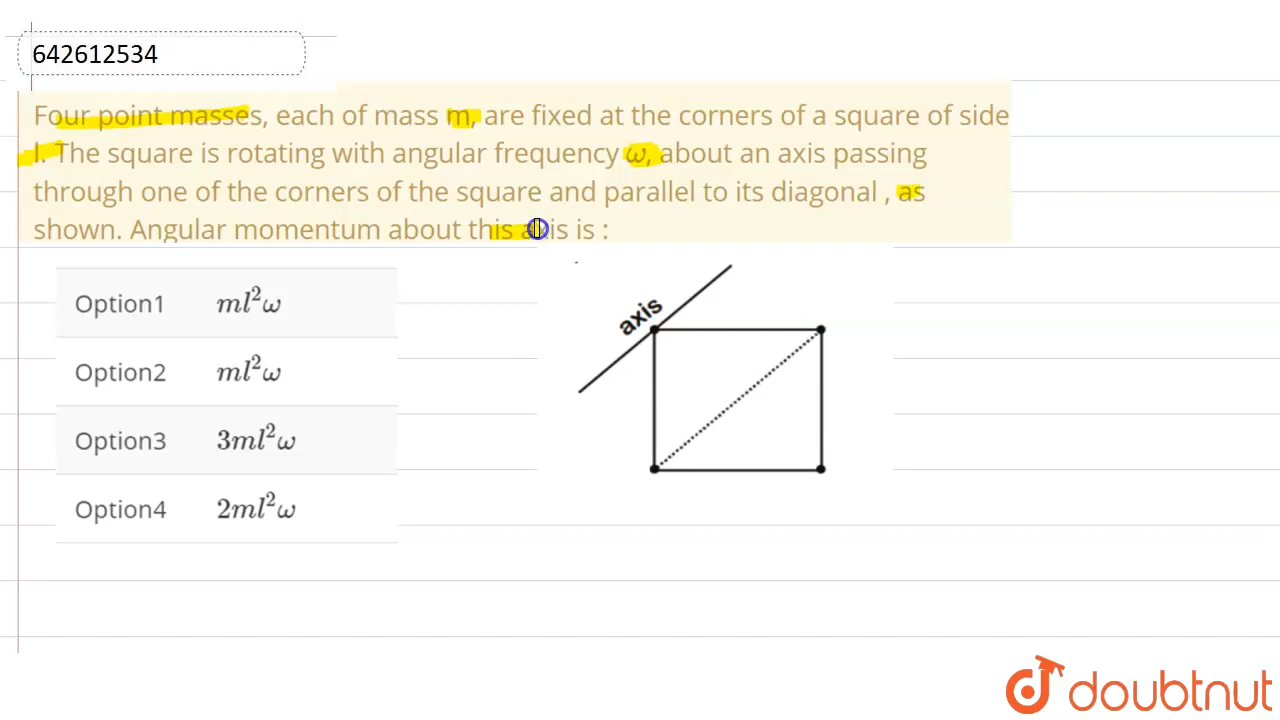 642612534
Four point masses, each of mass m, are fixed at the corners of a square of side
l. The square is rotating with angular frequency ω, about an axis passing
through one of the corners of the square and parallel to its diagonal , as
shown. Angular momentum about this axis is :
Option1 ml²ω
Option2 ml²ω
Option3 3ml²ω
Option4 2ml²ω
axis
doubtnut